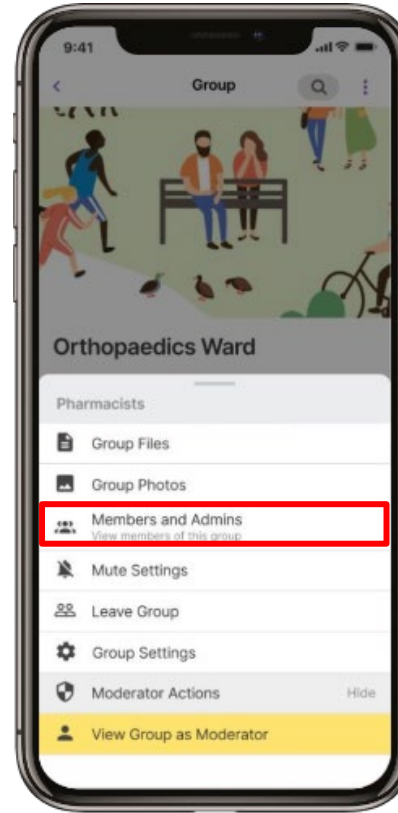 9:41
Group
Orthopaedics Ward
Pharmacists
Group Files
Group Photos
Members and Admins
View members of this group
Mute Settings
Leave Group
Group Settings
Moderator Actions Hide
View Group as Moderator